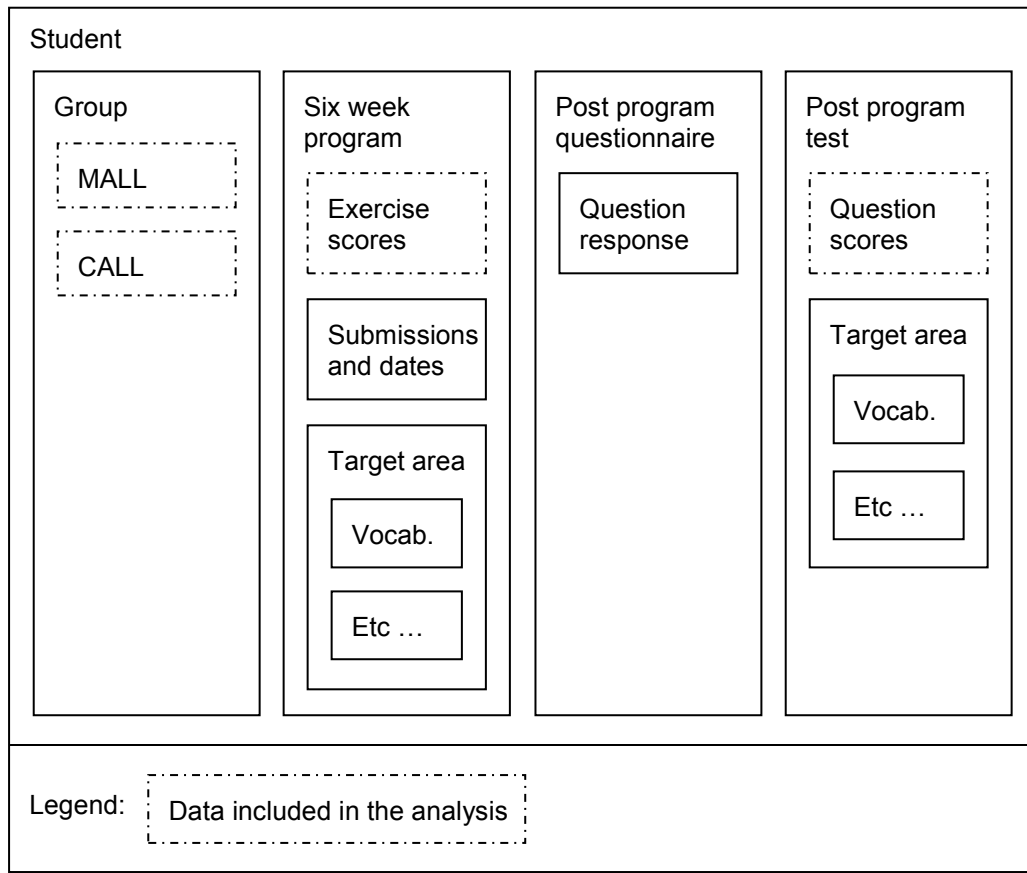 Student
Group
MALL
CALL
Six week
program
Exercise
scores
Submissions
and dates
Target area
Vocab.
Etc …
Post program
questionnaire
Question
response
Post program
test
Question
scores
Target area
Vocab.
Etc …
Legend:
Data included in the analysis